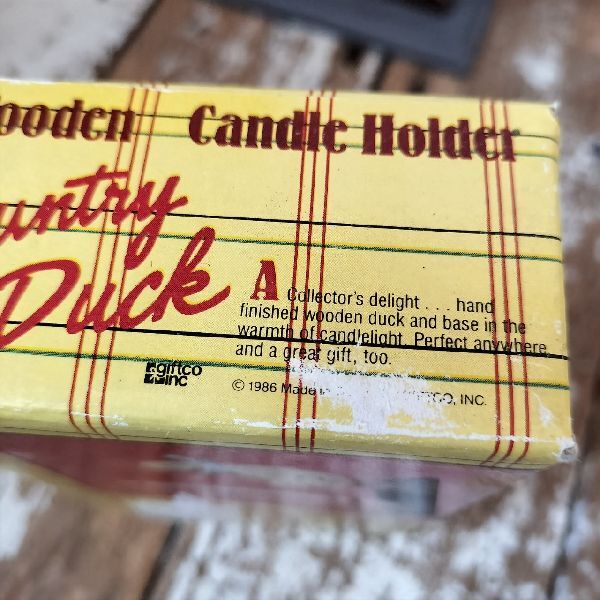 ooden Candle Holder
untry
Duck
A Collector's delight . . . hand
finished wooden duck and base in the
warmth of candlelight. Perfect anywhere
and a great gift, too.
giftco
inc
© 1986 Made CO, INC.